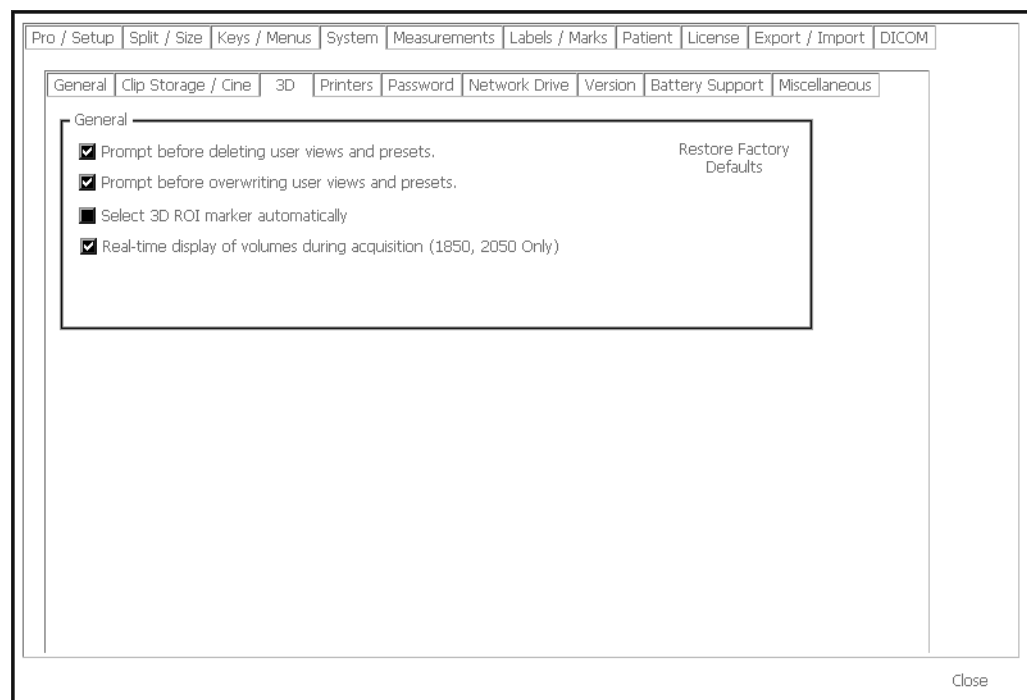 Pro / Setup Split / Size Keys / Menus System Measurements Labels / Marks Patient License Export / Import DICOM
General Clip Storage / Cine 3D Printers Password Network Drive Version Battery Support Miscellaneous
General
Prompt before deleting user views and presets.
Restore Factory
Defaults
Prompt before overwriting user views and presets.
Select 3D ROI marker automatically
Real-time display of volumes during acquisition (1850, 2050 Only)
Close